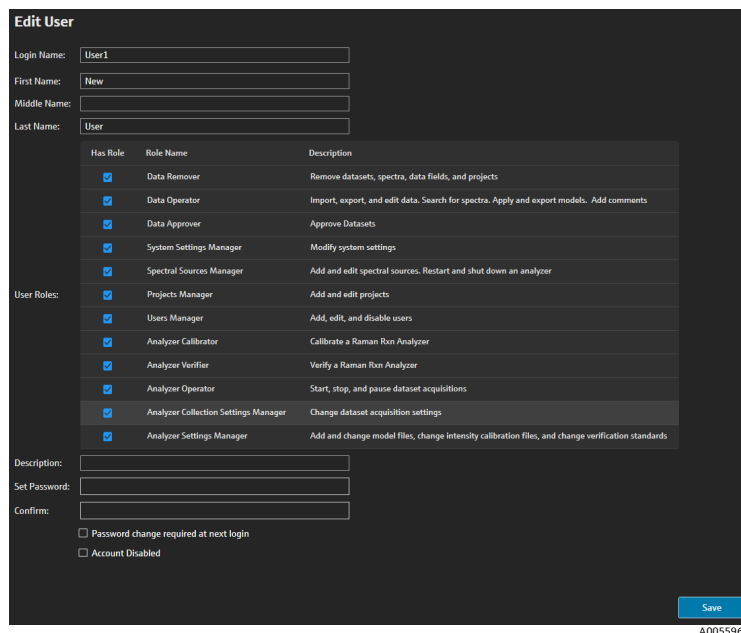 Edit User
Login Name: User1
First Name: New
Middle Name:
Last Name: User
Has Role Role Name Description
Data Remover Remove datasets, spectra, data fields, and projects
Data Operator Import, export, and edit data. Search for spectra. Apply and export models. Add comments
Data Approver Approve Datasets
System Settings Manager Modify system settings
Spectral Sources Manager Add and edit spectral sources. Restart and shut down an analyzer
User Roles: Projects Manager Add and edit projects
Users Manager Add, edit, and disable users
Analyzer Calibrator Calibrate a Raman Rxn Analyzer
Analyzer Verifier Verify a Raman Rxn Analyzer
Analyzer Operator Start, stop, and pause dataset acquisitions
Analyzer Collection Settings Manager Change dataset acquisition settings
Analyzer Settings Manager Add and change model files, change intensity calibration files, and change verification standards
Description:
Set Password:
Confirm:
Password change required at next login
Account Disabled
Save
A005596